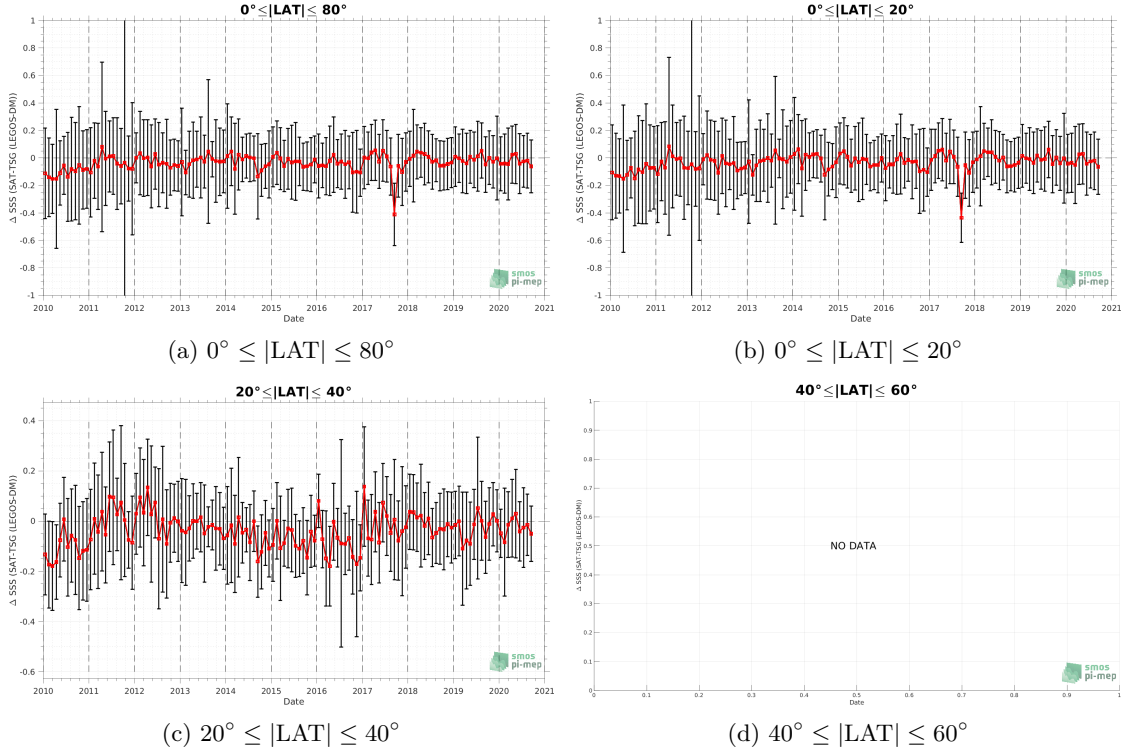 0°≤|LAT|≤ 80°
Δ SSS (SAT-TSG (LEGOS-DM))
1
0.8
0.6
0.4
0.2
0
-0.2
-0.4
-0.6
-0.8
-1
2010 2011 2012 2013 2014 2015 2016 2017 2018 2019 2020 2021
Date
smos
pi-mep
(a) 0° ≤ |LAT| ≤ 80°
0°≤|LAT|≤ 20°
Δ SSS (SAT-TSG (LEGOS-DM))
1
0.8
0.6
0.4
0.2
0
-0.2
-0.4
-0.6
-0.8
-1
2010 2011 2012 2013 2014 2015 2016 2017 2018 2019 2020 2021
Date
smos
pi-mep
(b) 0° ≤ |LAT| ≤ 20°
20°≤|LAT|≤ 40°
Δ SSS (SAT-TSG (LEGOS-DM))
0.4
0.2
0
-0.2
-0.4
-0.6
2010 2011 2012 2013 2014 2015 2016 2017 2018 2019 2020 2021
Date
smos
pi-mep
(c) 20° ≤ |LAT| ≤ 40°
40°≤|LAT|≤ 60°
Δ SSS (SAT-TSG (LEGOS-DM))
1
0.9
0.8
0.7
0.6
0.5
0.4
0.3
0.2
0.1
0
NO DATA
0 0.1 0.2 0.3 0.4 0.5 0.6 0.7 0.8 0.9 1
Date
smos
pi-mep
(d) 40° ≤ |LAT| ≤ 60°